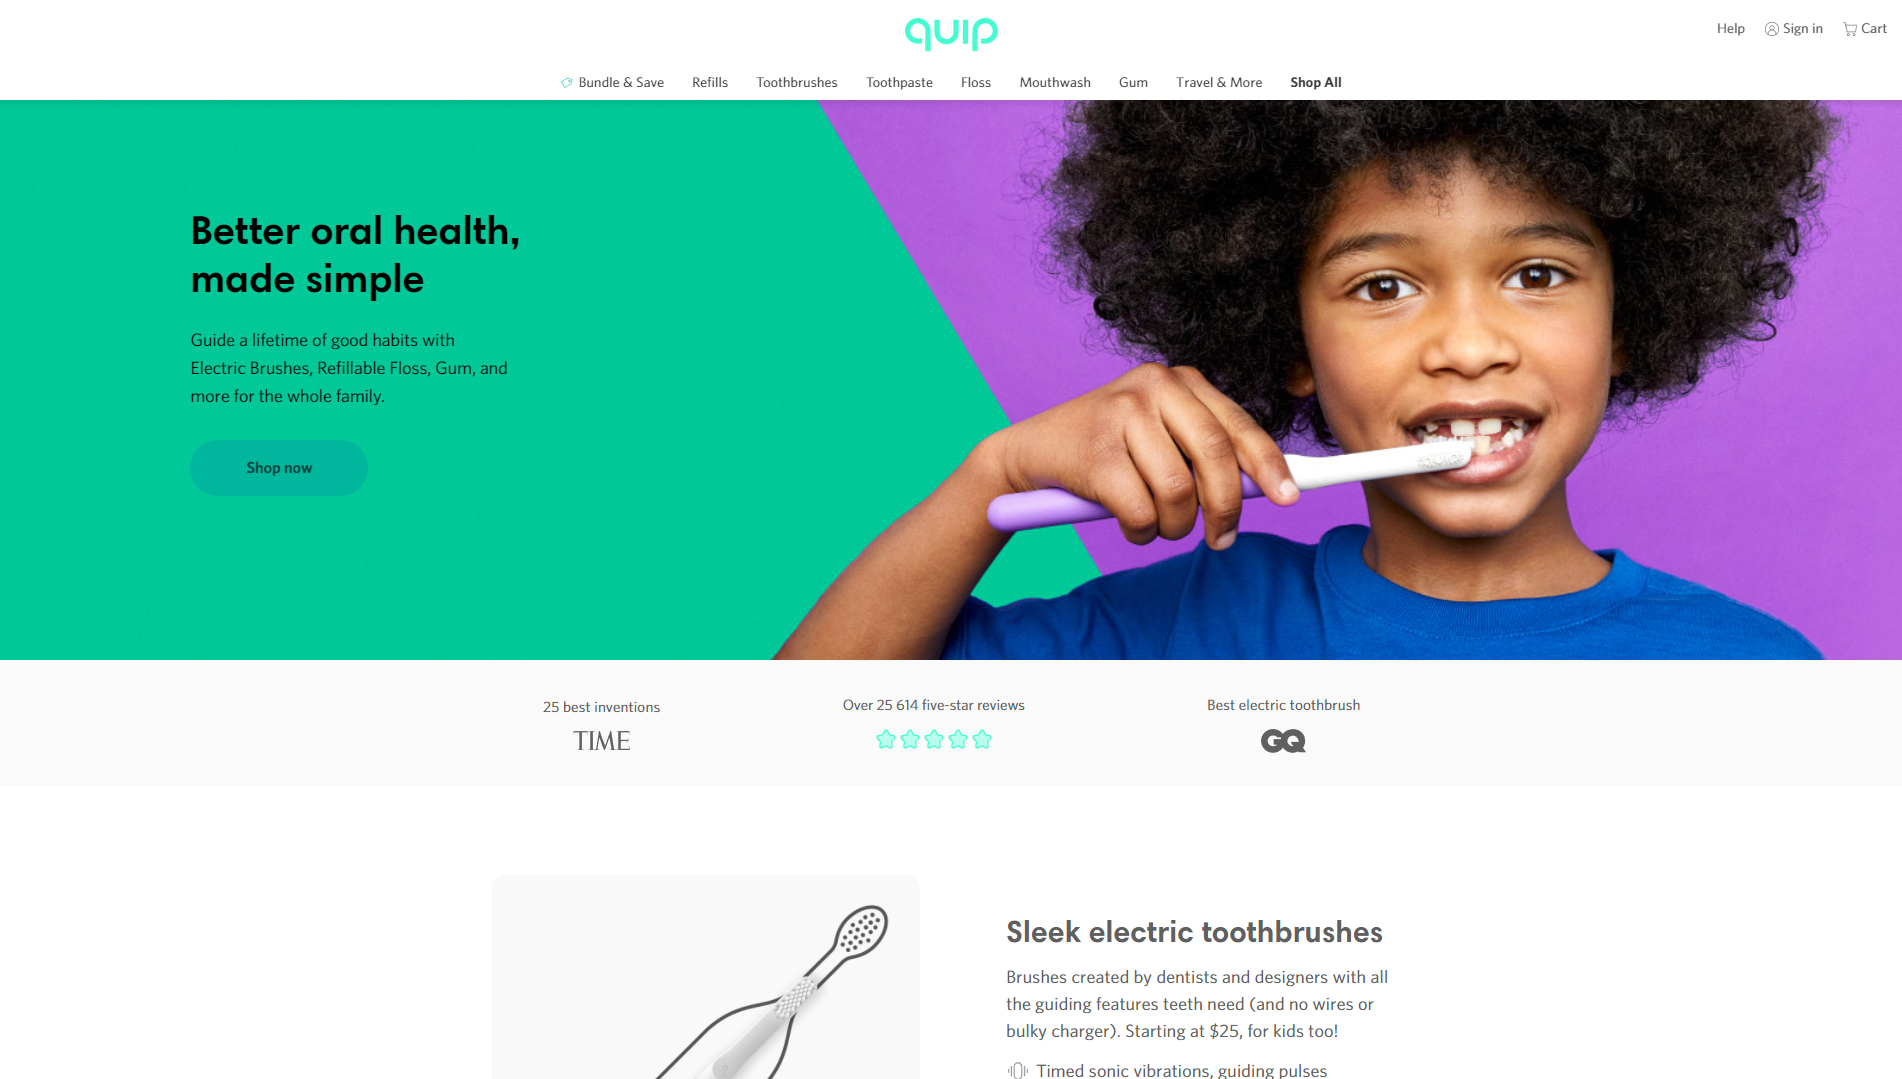 quip
Help Sign in Cart
Bundle & Save Refills Toothbrushes Toothpaste Floss Mouthwash Gum Travel & More Shop All
Better oral health,
made simple
Guide a lifetime of good habits with
Electric Brushes, Refillable Floss, Gum, and
more for the whole family.
Shop now
25 best inventions
TIME
Over 25 614 five-star reviews
Best electric toothbrush
GQ
Sleek electric toothbrushes
Brushes created by dentists and designers with all
the guiding features teeth need (and no wires or
bulky charger). Starting at $25, for kids too!
Timed sonic vibrations, guiding pulses